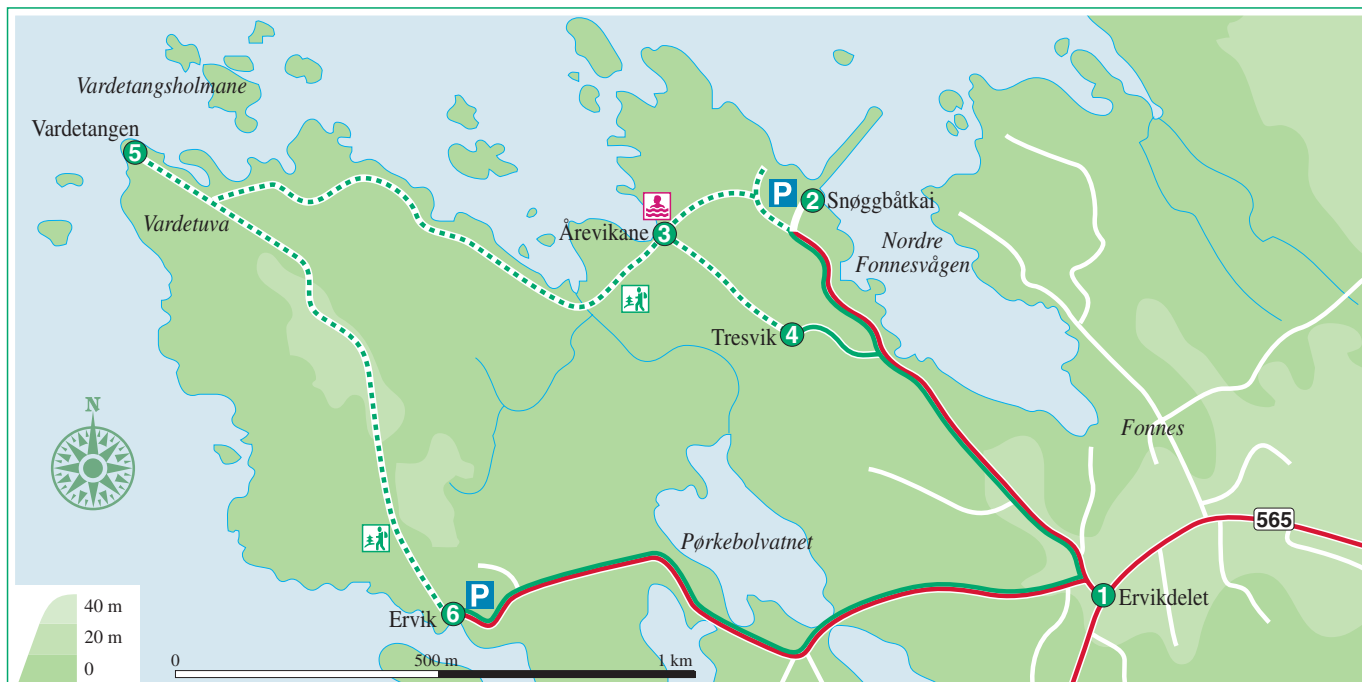 Vardetangsholmane
Vardetangen
5
P
2 Snøggbåtkai
Vardetuva
Årevikane 3
Nordre
Fonnesvågen
Tresvik 4
N
Fonnes
565
Pørkebolvatnet
P
1 Ervikdelet
Ervik 6
40 m
20 m
0
0 500 m 1 km